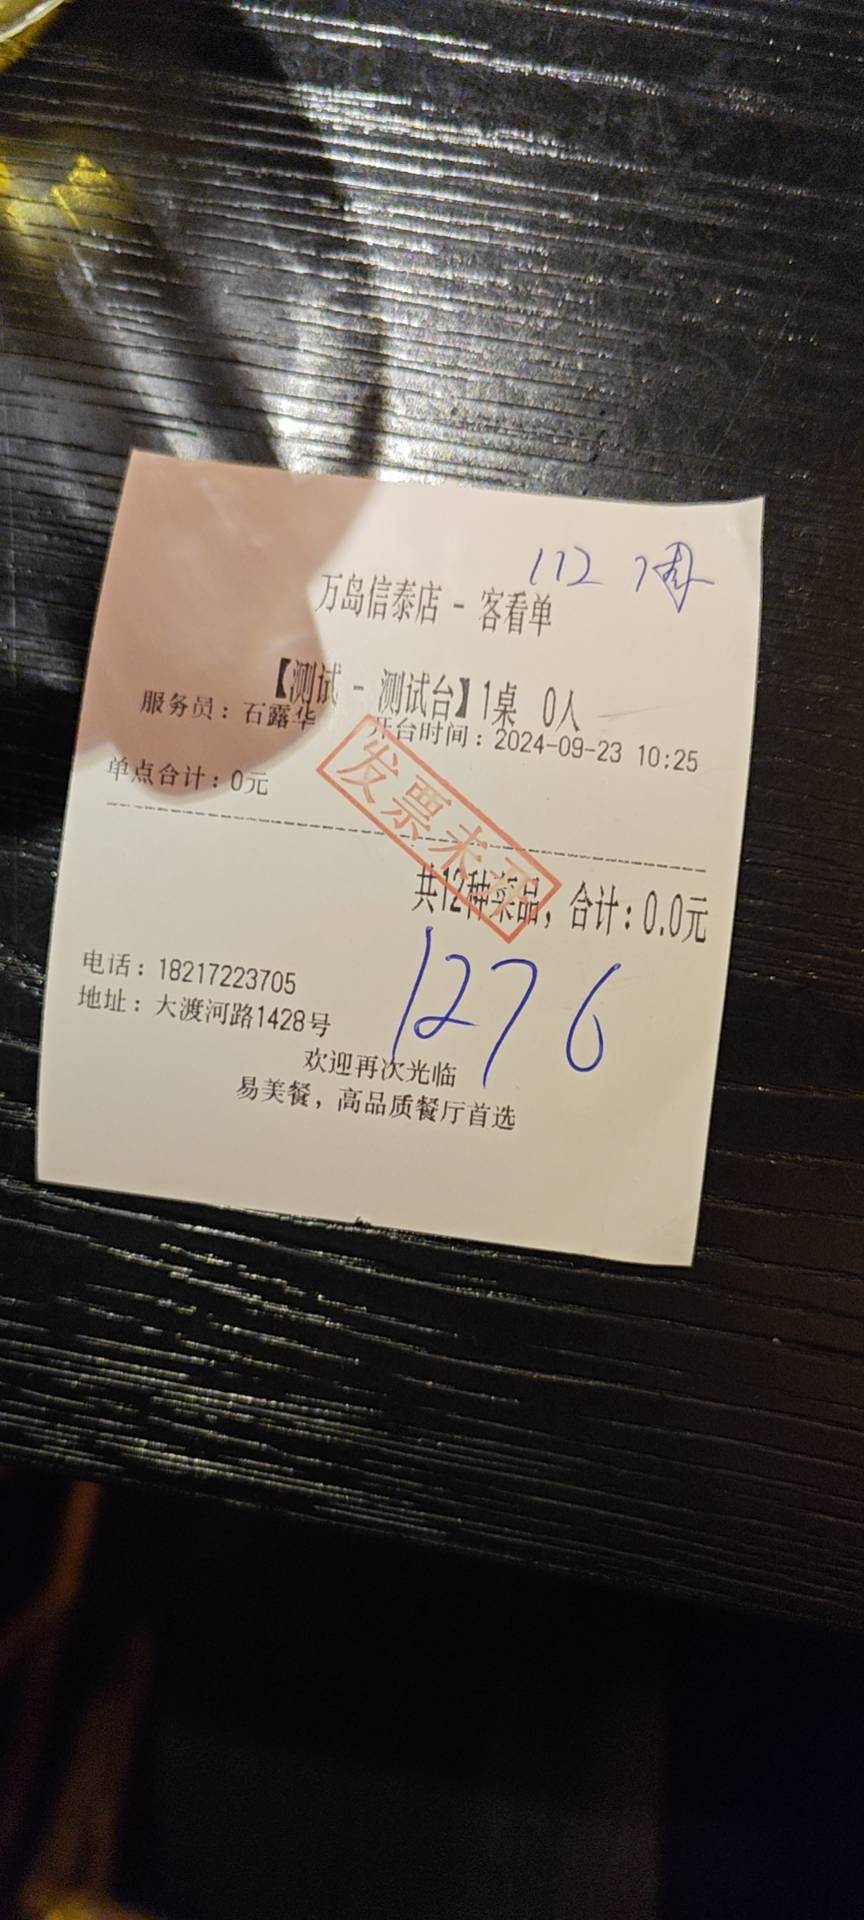 112 周
万岛信泰店 - 客看单
【测试 - 测试台】1桌 0人
服务员：石露华 开台时间：2024-09-23 10:25
单点合计：0元
发票未开
共12种菜品，合计：0.0元
1276
电话：18217223705
地址：大渡河路1428号
欢迎再次光临
易美餐，高品质餐厅首选